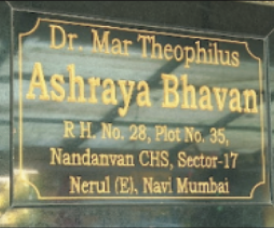 Dr. Mar Theophilus
Ashraya Bhavan
R H. No. 28, Plot No. 35,
Nandanvan CHS, Sector-17
Nerul (E), Navi Mumbai